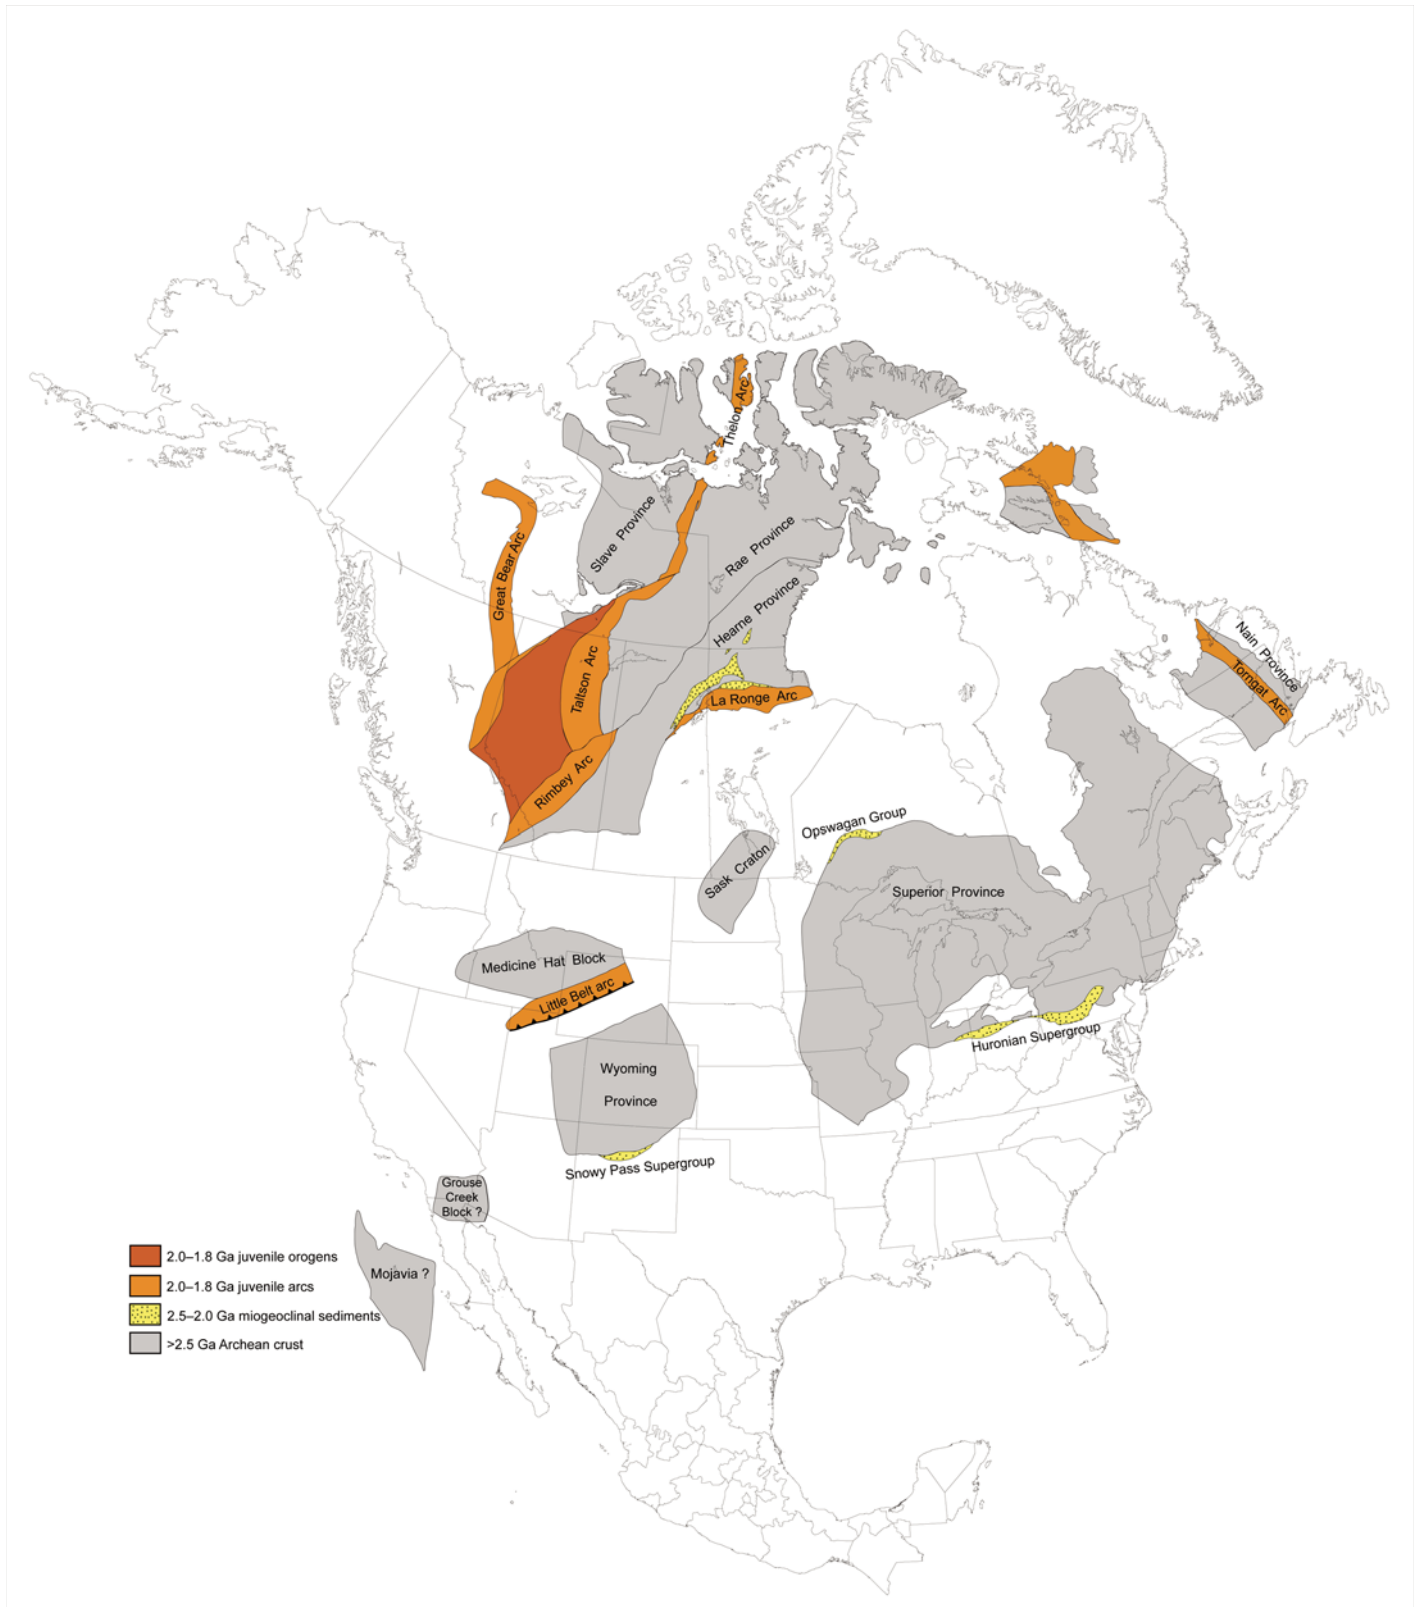 Thelon Arc
Slave Province
Rae Province
Great Bear Arc
Hearne Province
Nain Province
Torngat Arc
Taltson Arc
La Ronge Arc
Rimbey Arc
Opswagan Group
Sask Craton
Superior Province
Medicine Hat Block
Little Belt arc
Huronian Supergroup
Wyoming
Province
Snowy Pass Supergroup
Grouse
Creek
Block ?
Mojavia ?
2.0–1.8 Ga juvenile orogens
2.0–1.8 Ga juvenile arcs
2.5–2.0 Ga miogeoclinal sediments
>2.5 Ga Archean crust